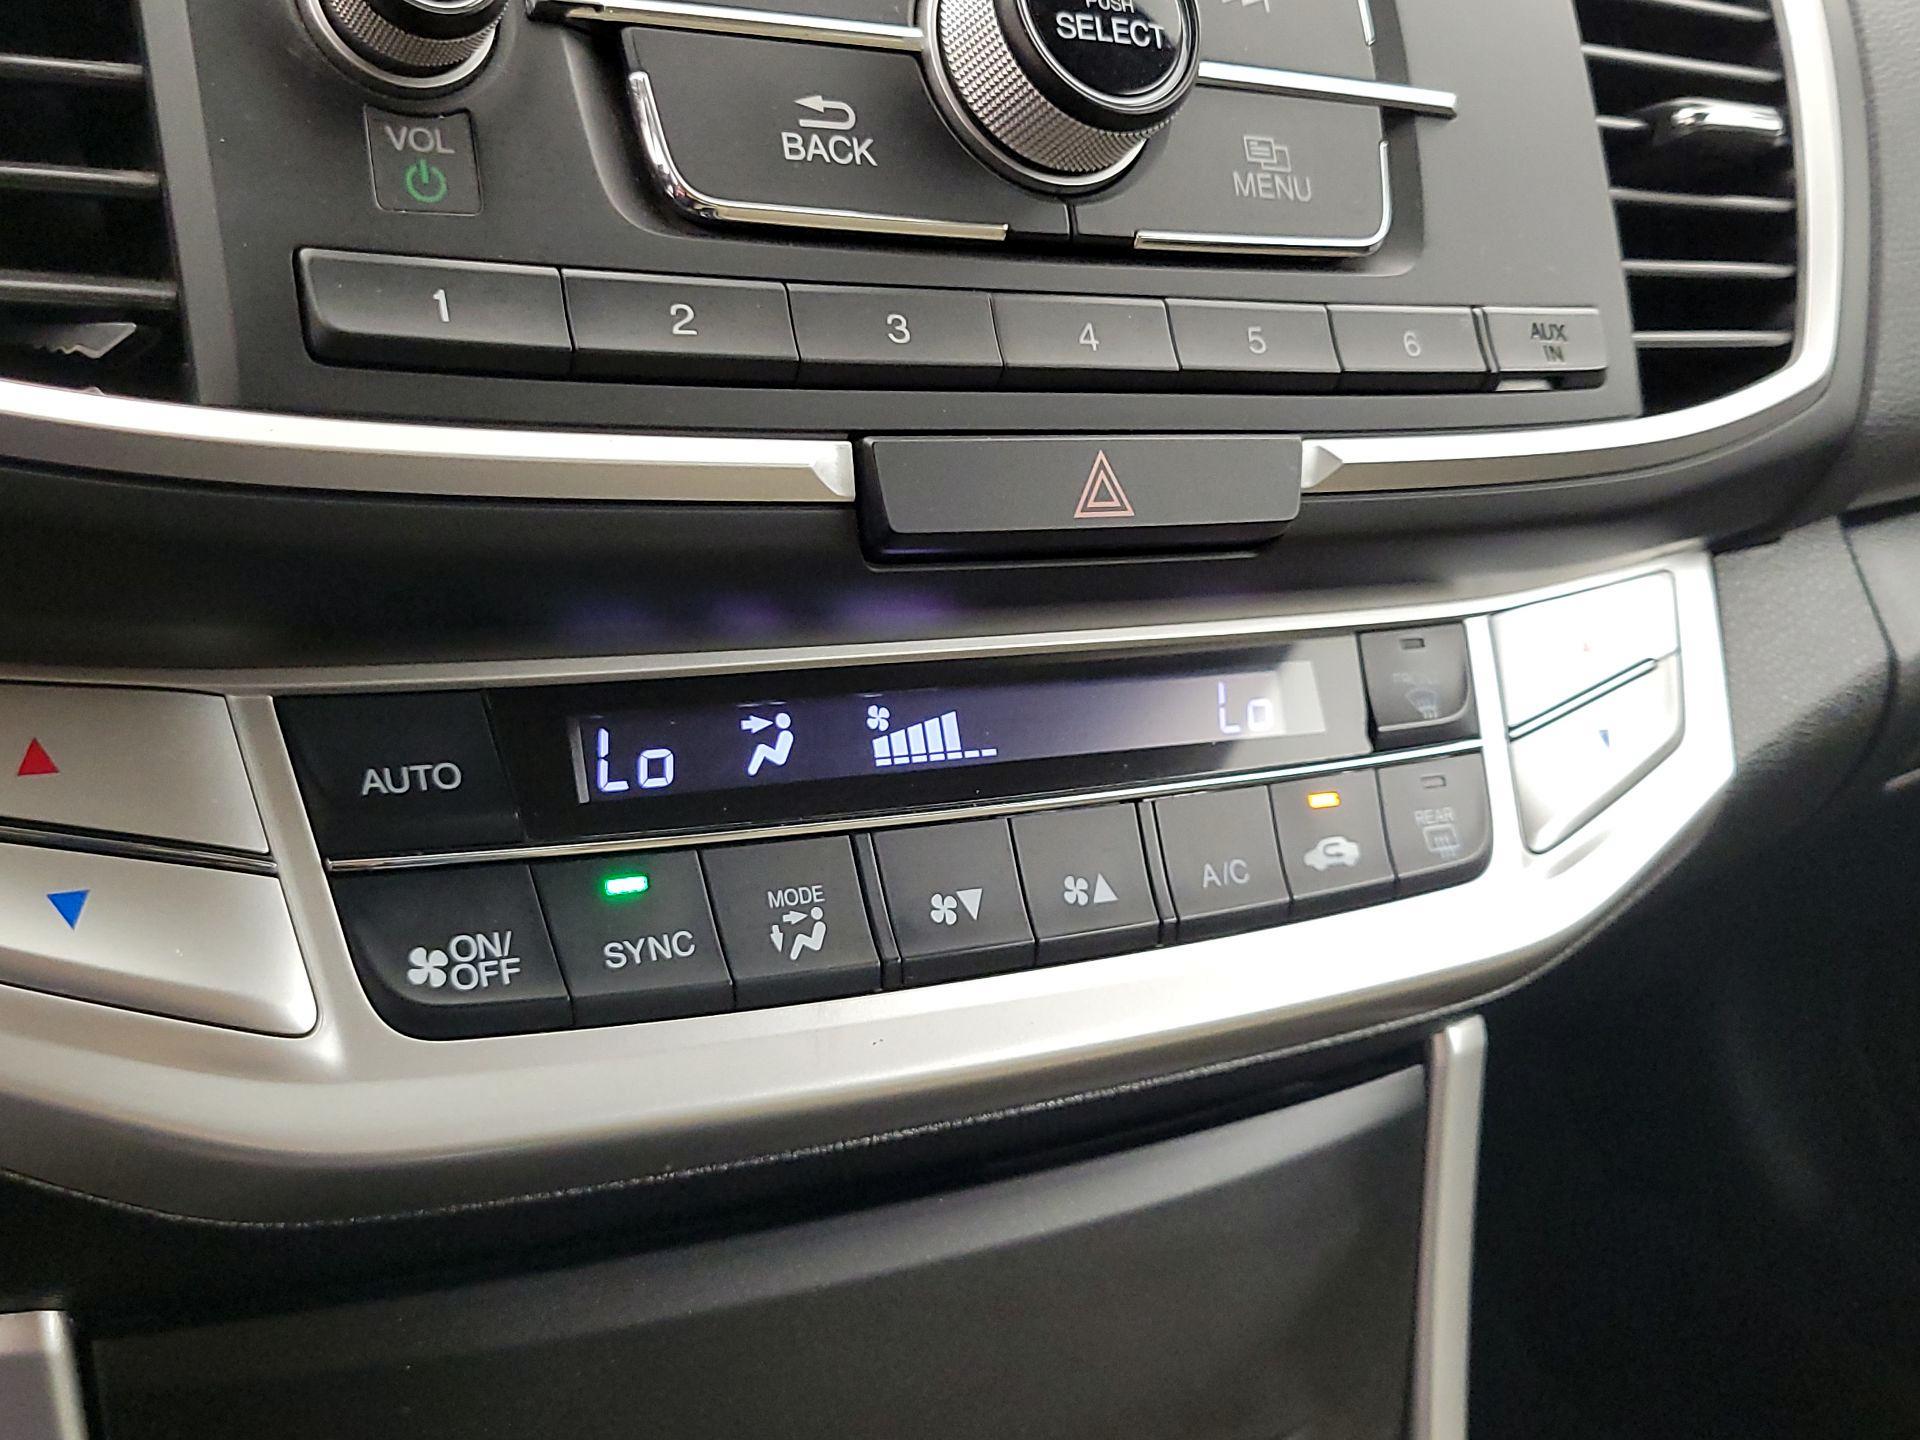 PUSH
SELECT
VOL
BACK
MENU
1 2 3 4 5 6 AUX
IN
Lo Lo
FRONT
AUTO
REAR
ON/
OFF
SYNC
MODE
A/C